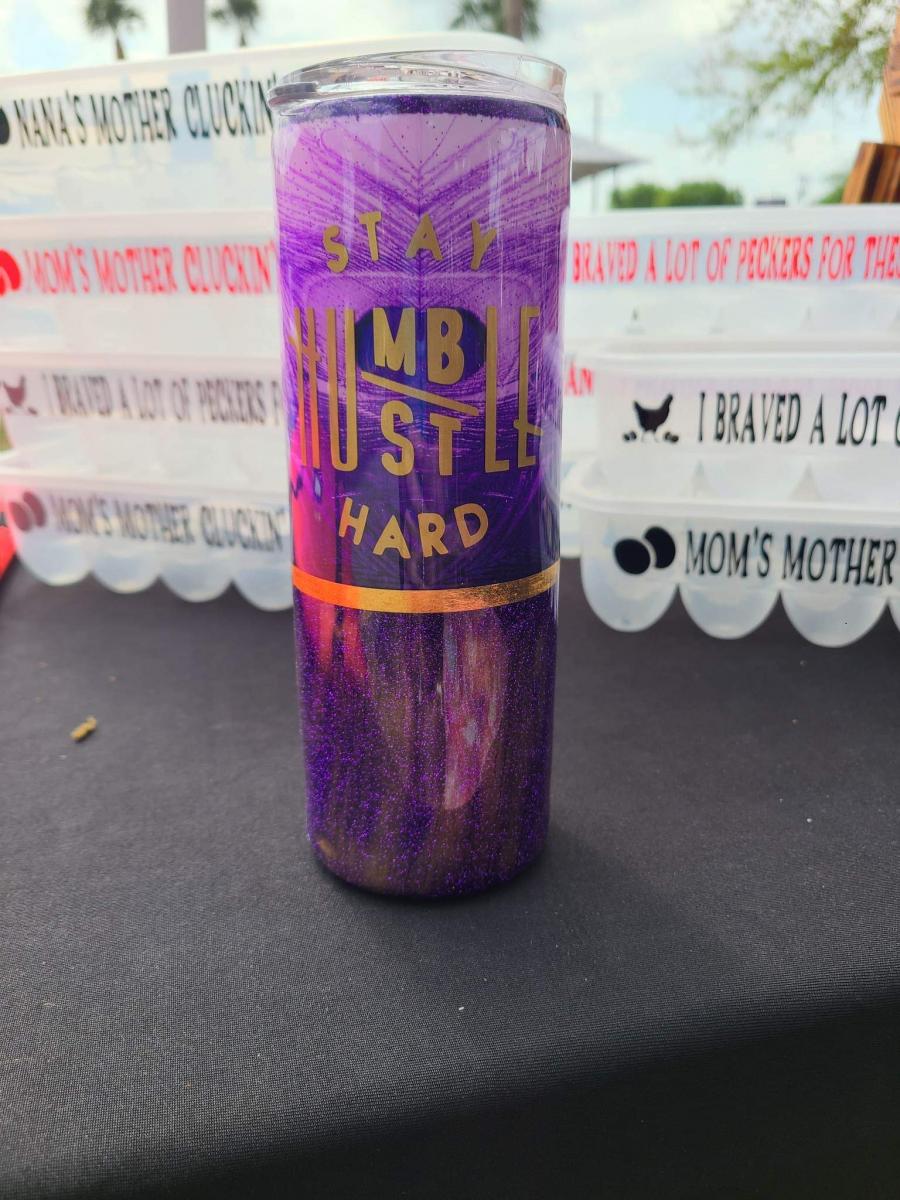 STAY
HUMBLE
HUSTLE
HARD
NANA'S MOTHER CLUCKIN'
MOM'S MOTHER CLUCKIN'
I BRAVED A LOT OF PECKERS F
MOM'S MOTHER CLUCKIN'
BRAVED A LOT OF PECKERS FOR THES
I BRAVED A LOT O
MOM'S MOTHER